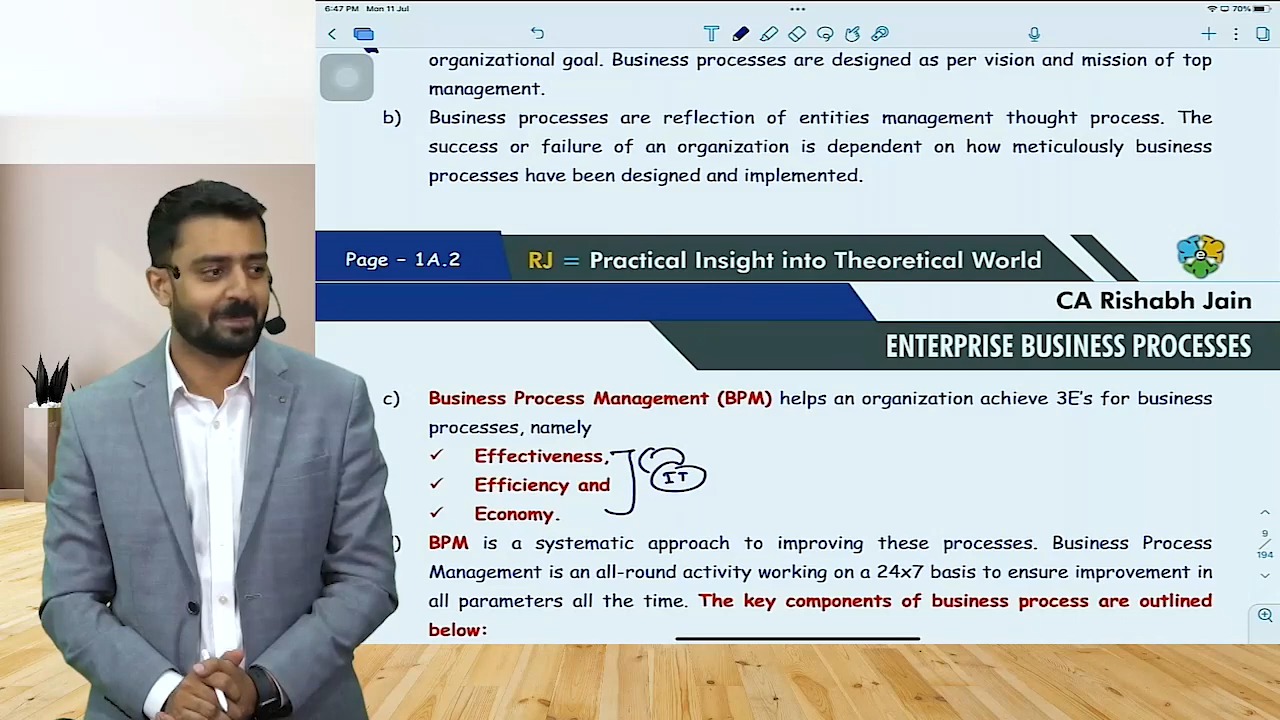 6:47 PM Mon 11 Jul
70%
organizational goal. Business processes are designed as per vision and mission of top
management.
b) Business processes are reflection of entities management thought process. The
success or failure of an organization is dependent on how meticulously business
processes have been designed and implemented.
Page - 1A.2
RJ = Practical Insight into Theoretical World
e
CA Rishabh Jain
ENTERPRISE BUSINESS PROCESSES
c) Business Process Management (BPM) helps an organization achieve 3E's for business
processes, namely
✓ Effectiveness,
✓ Efficiency and
✓ Economy.
IT
) BPM is a systematic approach to improving these processes. Business Process
Management is an all-round activity working on a 24x7 basis to ensure improvement in
all parameters all the time. The key components of business process are outlined
below:
9
/
194